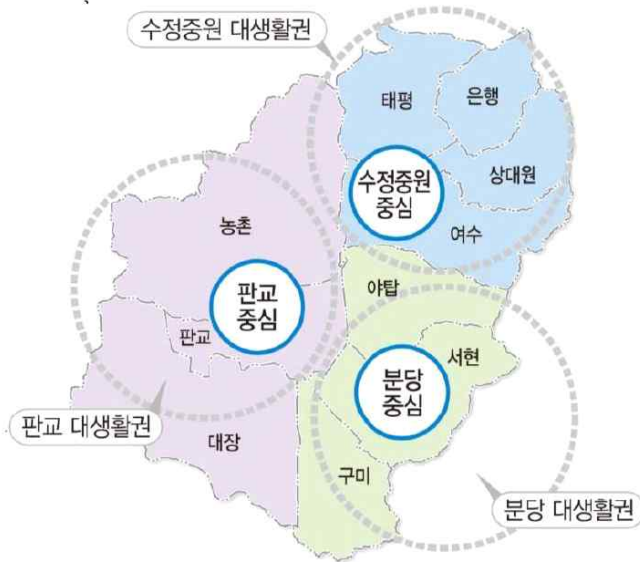 수정중원 대생활권
태평
은행
상대원
수정중원
중심
여수
농촌
판교
중심
야탑
판교
서현
분당
중심
판교 대생활권
대장
구미
분당 대생활권